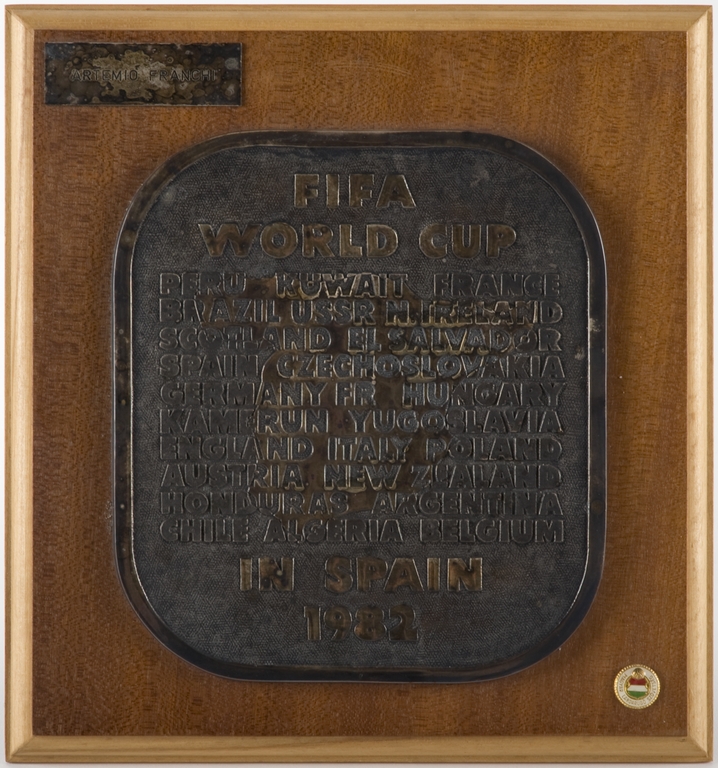 ARTEMIO FRANCHI
FIFA
WORLD CUP
PERU KUWAIT FRANCE
BRAZIL USSR N.IRELAND
SCOTLAND EL SALVADOR
SPAIN CZECHOSLOVAKIA
GERMANY FR HUNGARY
KAMERUN YUGOSLAVIA
ENGLAND ITALY POLAND
AUSTRIA NEW ZEALAND
HONDURAS ARGENTINA
CHILE ALGERIA BELGIUM
IN SPAIN
1982